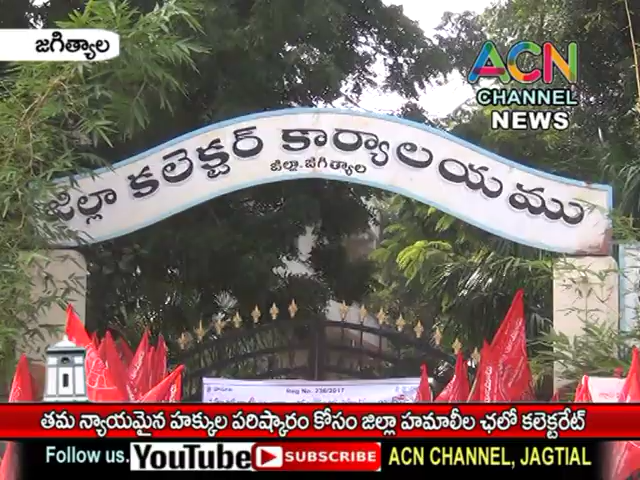 జగిత్యాల
ACN
CHANNEL
NEWS
జిల్లా కలెక్టర్ కార్యాలయము
జిల్లా.జగిత్యాల
Reg No. 236/2017
తమ న్యాయమైన హక్కుల పరిష్కారం కోసం జిల్లా హమాలీల ఛలో కలెక్టరేట్
Follow us. YouTube SUBSCRIBE ACN CHANNEL, JAGTIAL